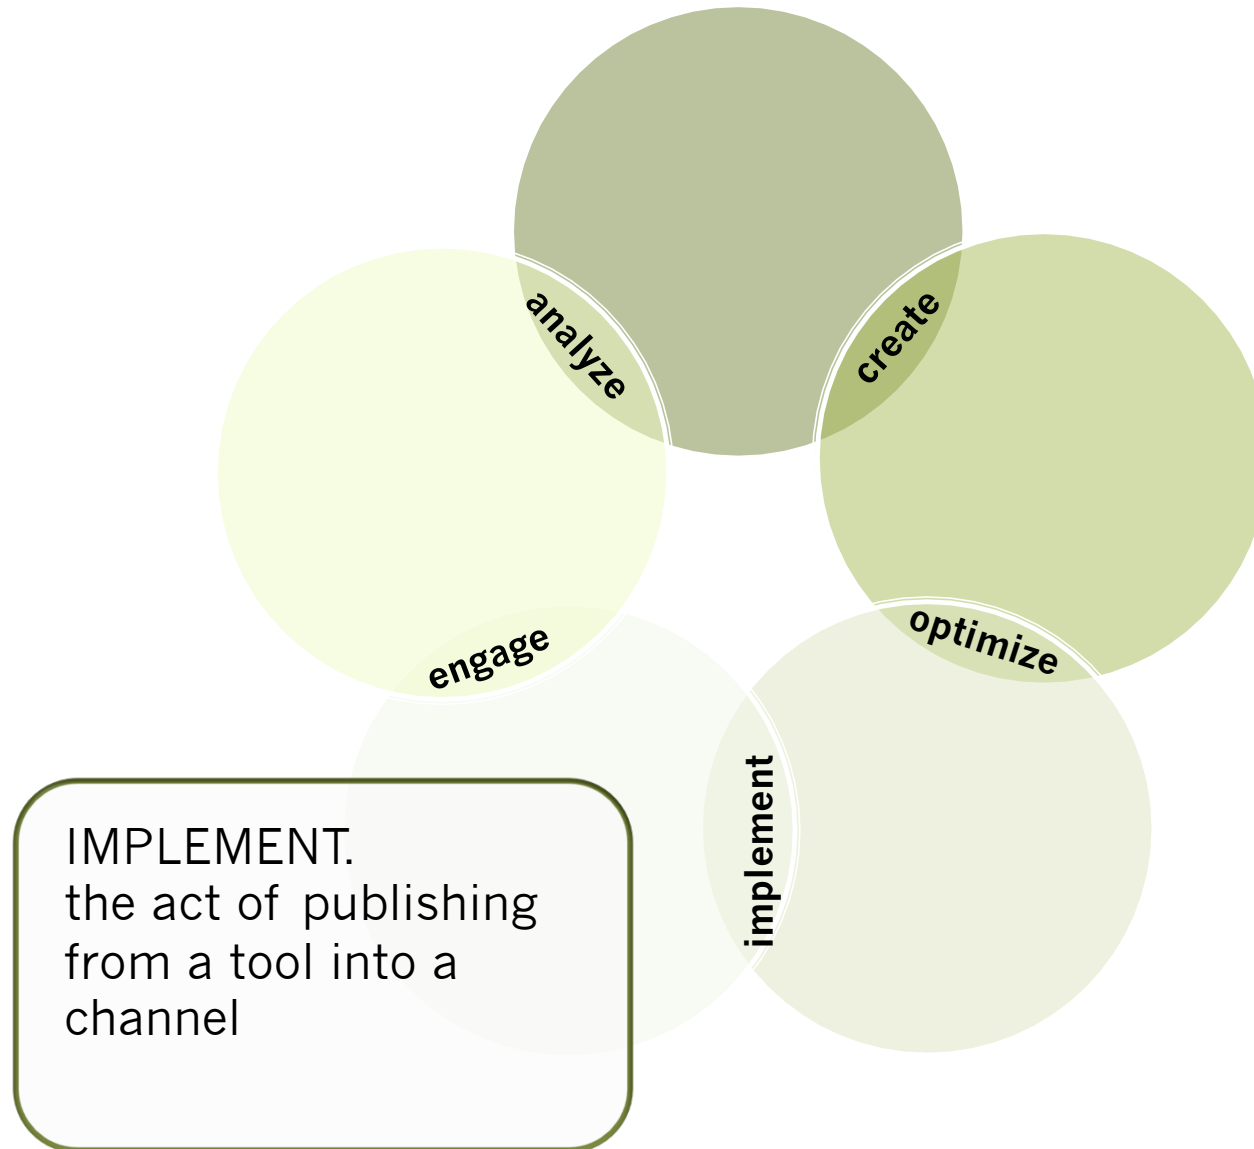 analyze
create
optimize
engage
implement
IMPLEMENT.
the act of publishing
from a tool into a
channel